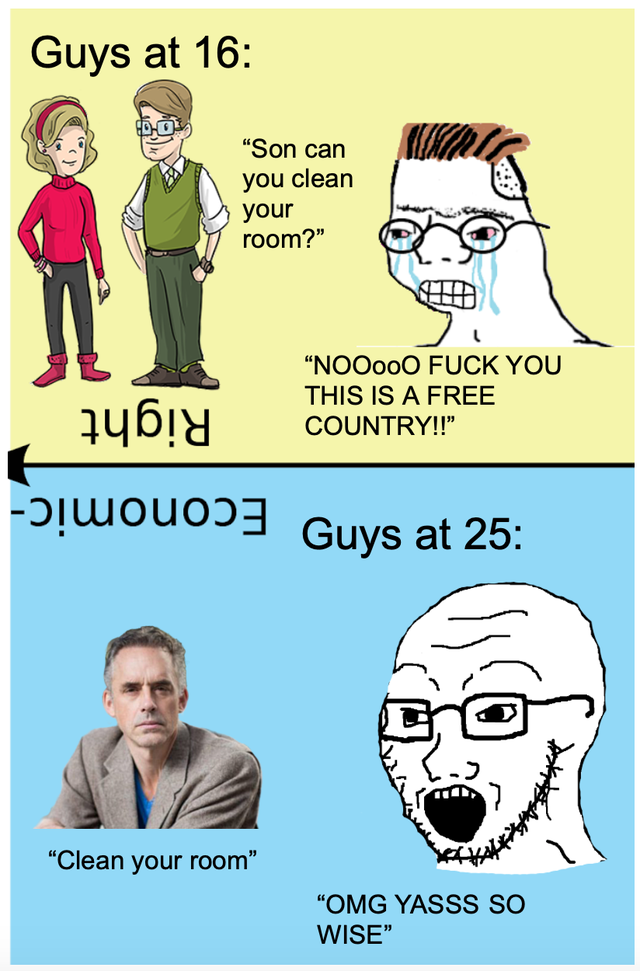 Guys at 16:
“Son can
you clean
your
room?”
“NOOooO FUCK YOU
THIS IS A FREE
COUNTRY!!”
Right
Economic-
Guys at 25:
“Clean your room”
“OMG YASSS SO
WISE”